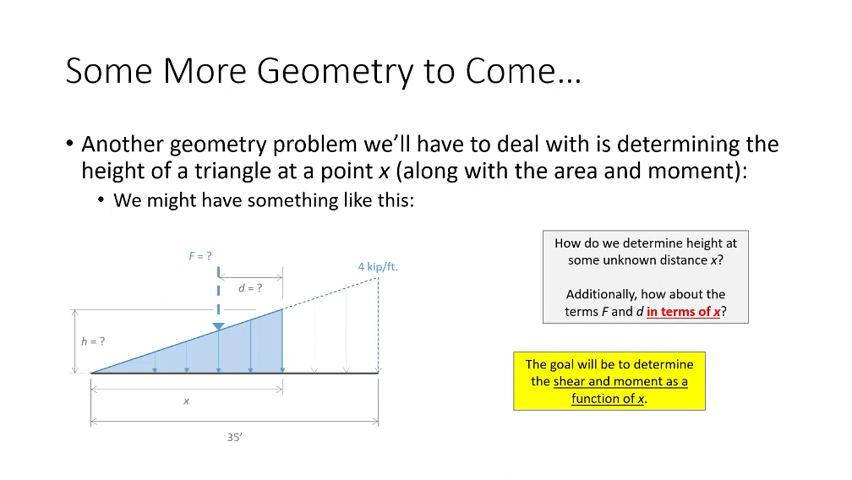 Some More Geometry to Come…
• Another geometry problem we’ll have to deal with is determining the
height of a triangle at a point x (along with the area and moment):
• We might have something like this:
F = ?
4 kip/ft.
d = ?
h = ?
x
35’
How do we determine height at
some unknown distance x?
Additionally, how about the
terms F and d in terms of x?
The goal will be to determine
the shear and moment as a
function of x.